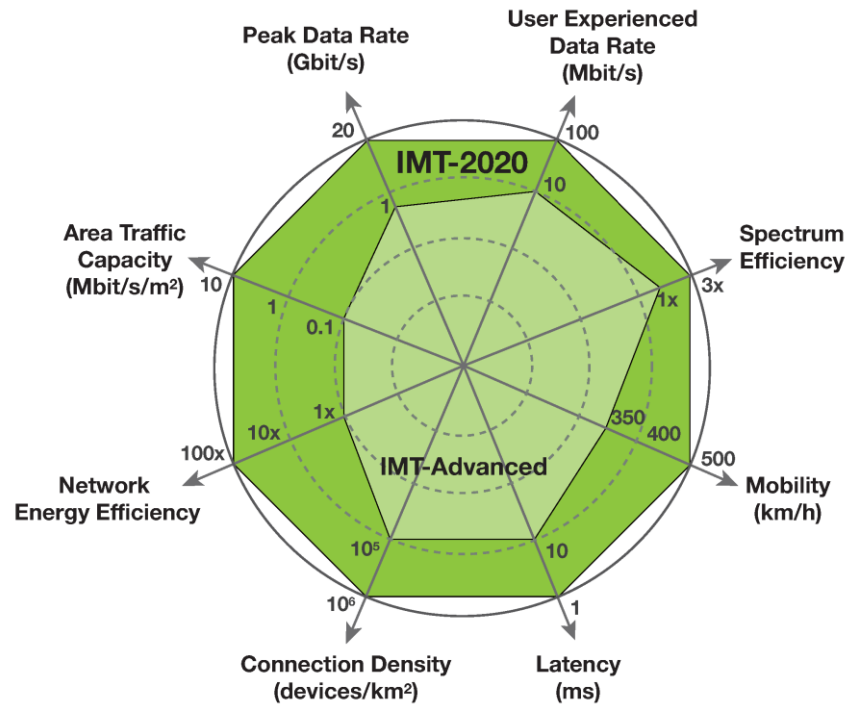 Peak Data Rate
(Gbit/s)
User Experienced
Data Rate
(Mbit/s)
20
100
IMT-2020
1
10
Area Traffic
Capacity
(Mbit/s/m²)
Spectrum
Efficiency
10
1
0.1
1x
3x
1x
10x
100x
350
400
500
Network
Energy Efficiency
IMT-Advanced
Mobility
(km/h)
10⁵
10
10⁶
1
Connection Density
(devices/km²)
Latency
(ms)